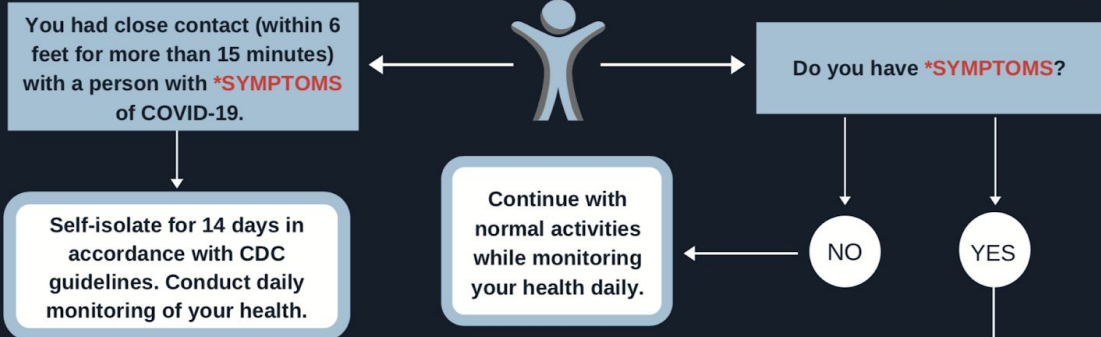 You had close contact (within 6
feet for more than 15 minutes)
with a person with *SYMPTOMS
of COVID-19.
Do you have *SYMPTOMS?
Self-isolate for 14 days in
accordance with CDC
guidelines. Conduct daily
monitoring of your health.
Continue with
normal activities
while monitoring
your health daily.
NO
YES